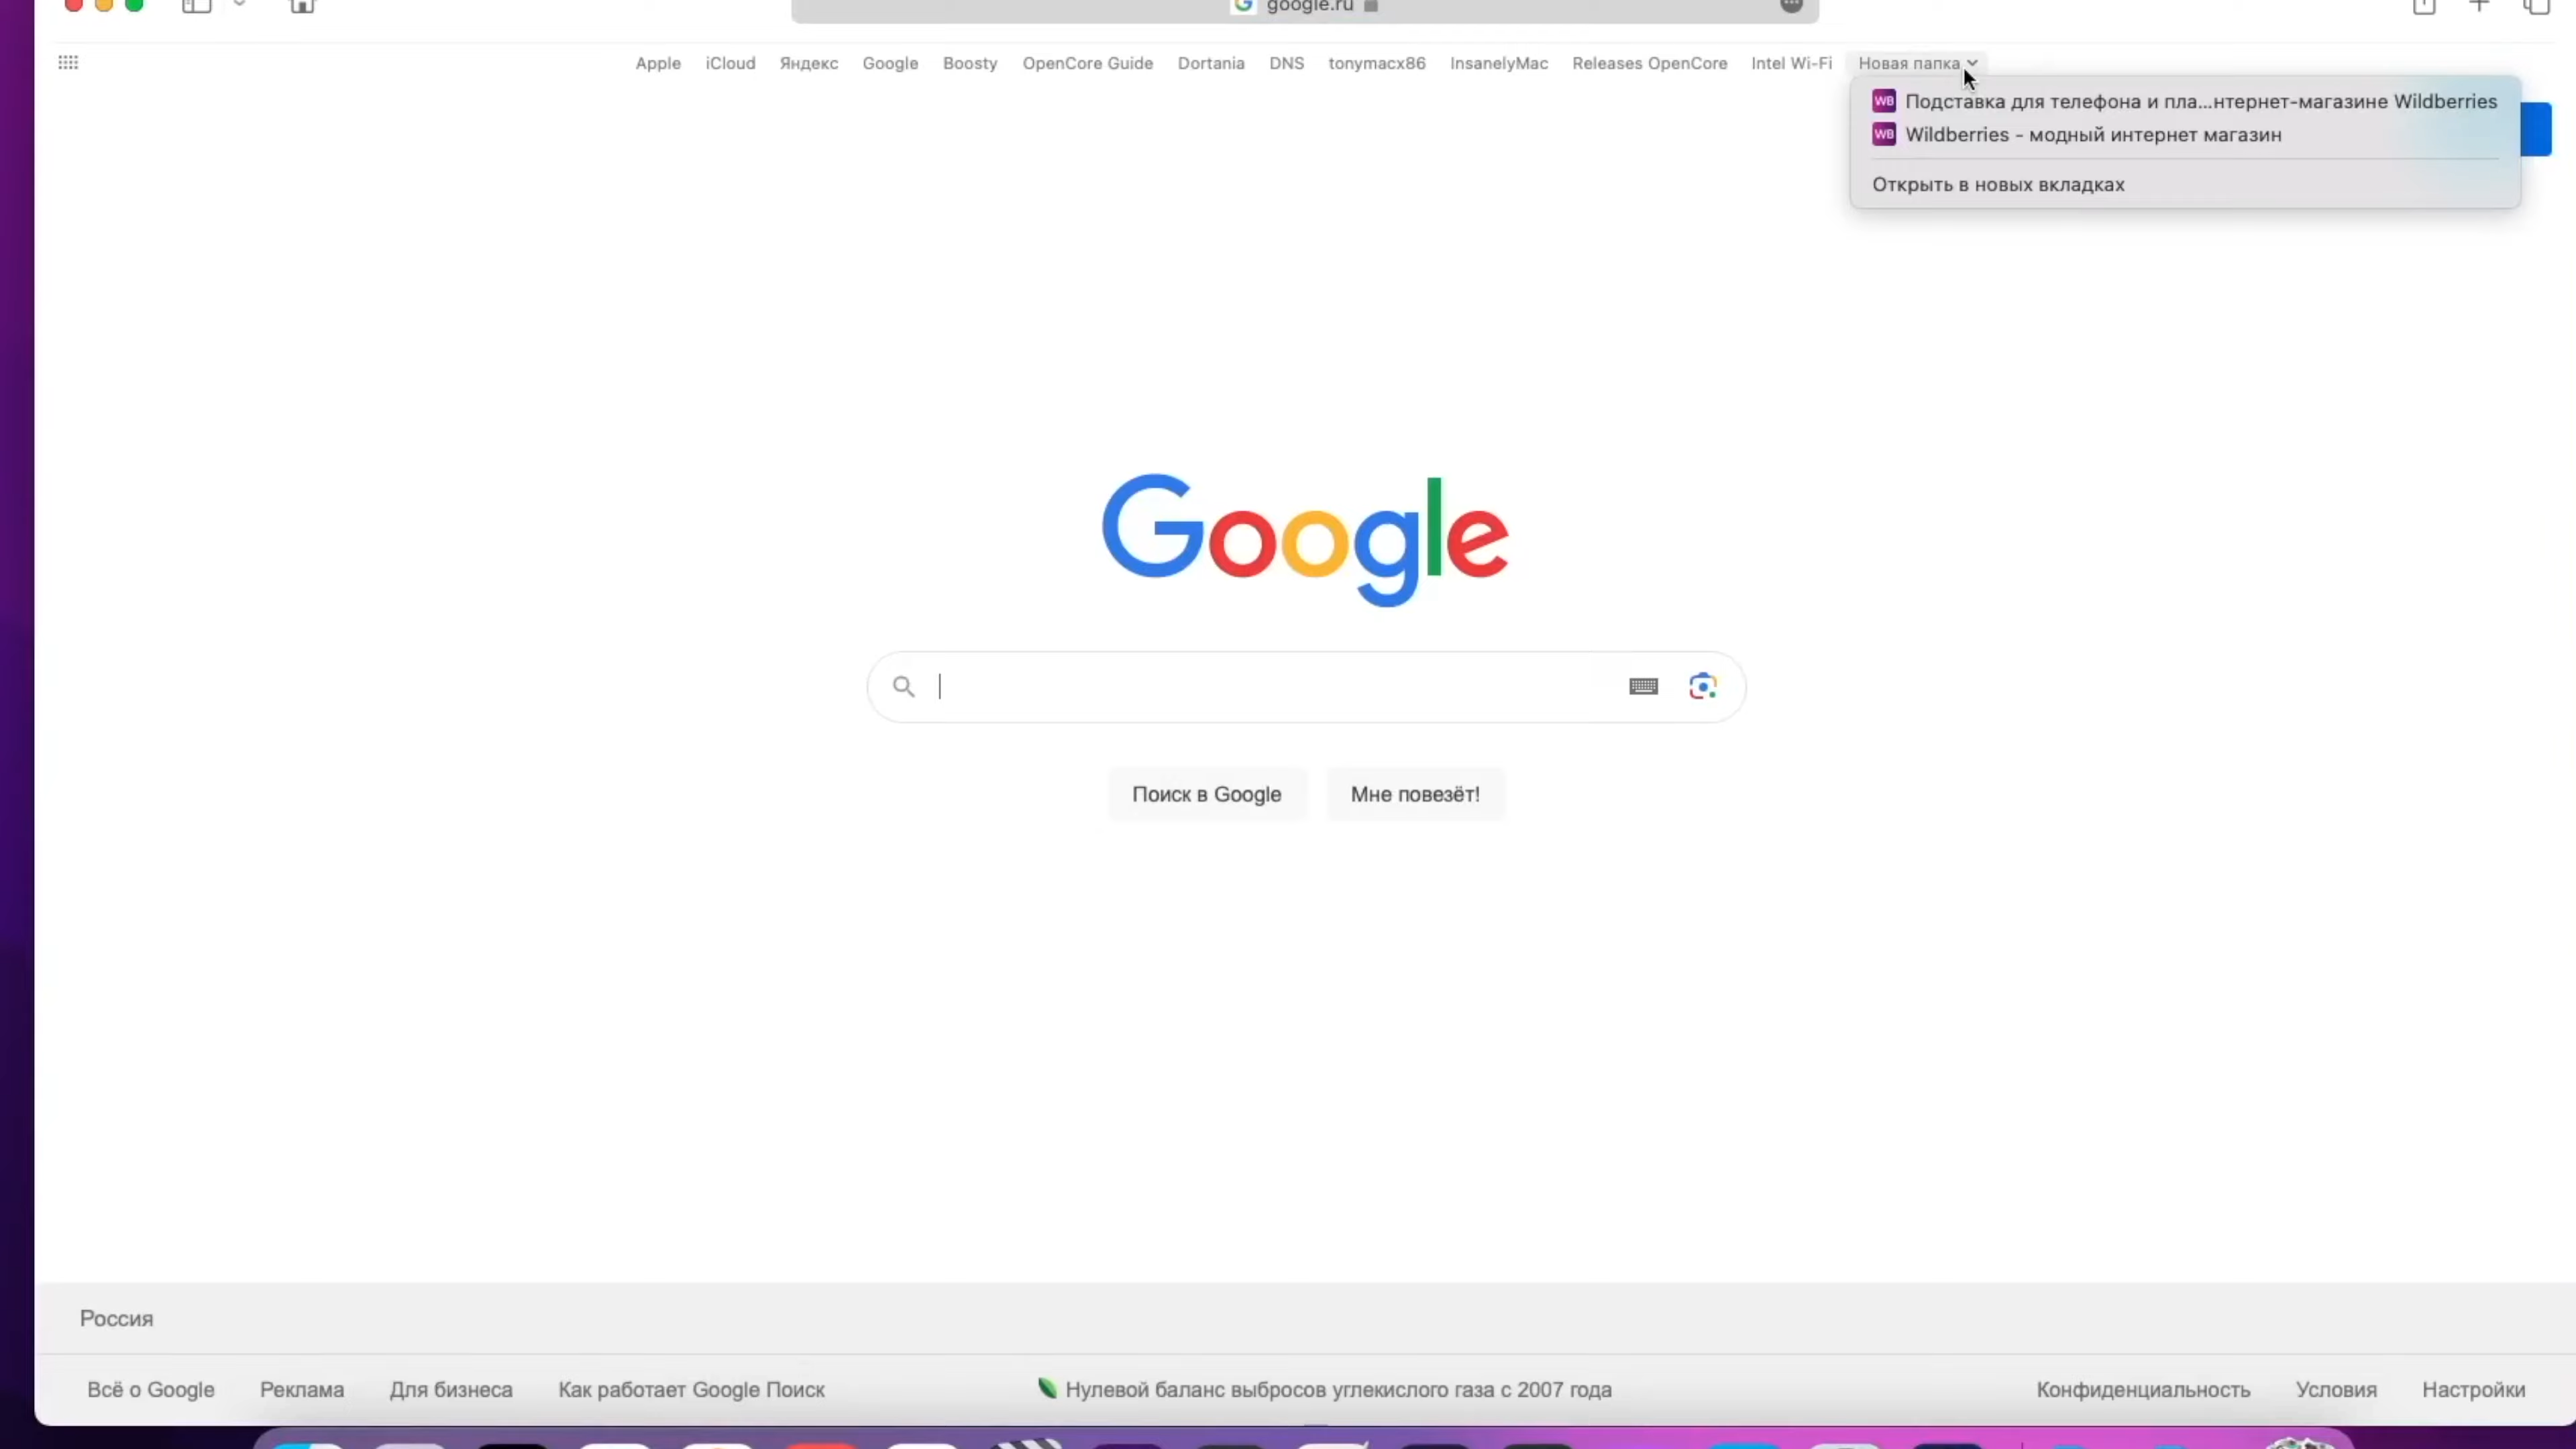 google.ru
Apple iCloud Яндекс Google Boosty OpenCore Guide Dortania DNS tonymacx86 InsanelyMac Releases OpenCore Intel Wi-Fi Новая папка
WB Подставка для телефона и пла...нтернет-магазине Wildberries
WB Wildberries - модный интернет магазин
Открыть в новых вкладках
Google
Поиск в Google Мне повезёт!
Россия
Всё о Google Реклама Для бизнеса Как работает Google Поиск Нулевой баланс выбросов углекислого газа с 2007 года Конфиденциальность Условия Настройки